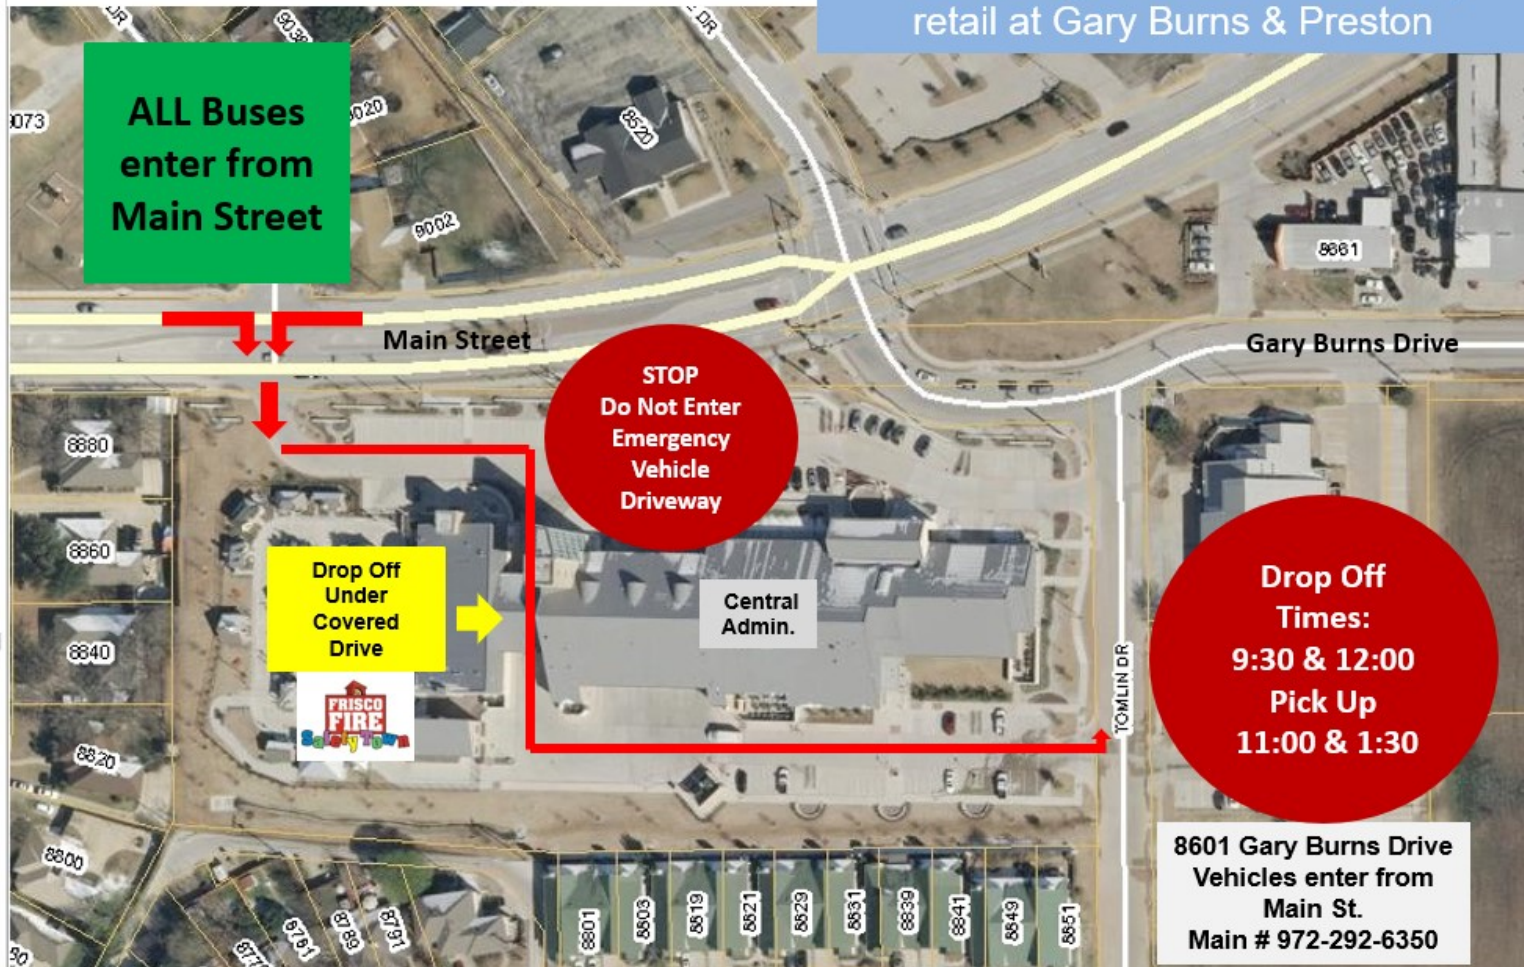 retail at Gary Burns & Preston
ALL Buses
enter from
Main Street
9020
8520
9002
8661
Main Street
Gary Burns Drive
STOP
Do Not Enter
Emergency
Vehicle
Driveway
8880
8860
8840
8820
8800
Drop Off
Under
Covered
Drive
FRISCO
FIRE
Safety Town
Central
Admin.
TOMLIN DR
Drop Off
Times:
9:30 & 12:00
Pick Up
11:00 & 1:30
8601 Gary Burns Drive
Vehicles enter from
Main St.
Main # 972-292-6350
8761
8789
8791
8801
8803
8819
8821
8829
8831
8839
8841
8849
8851